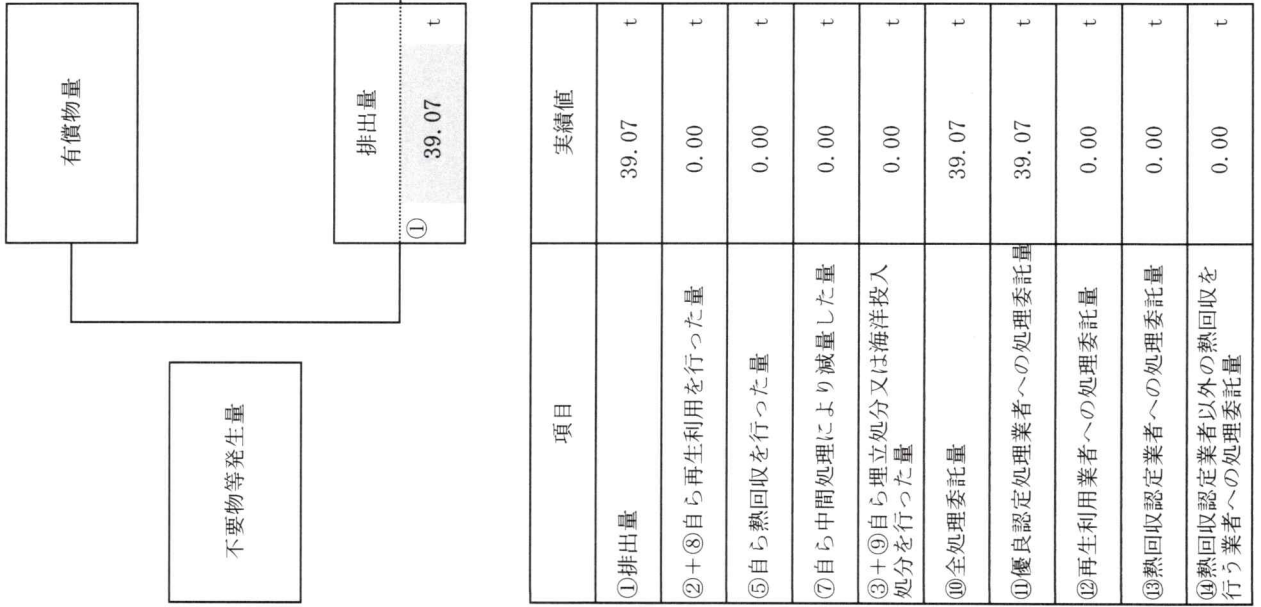 有償物量
不要物等発生量
排出量
① 39.07 t
項目 実績値
①排出量 39.07 t
②+⑧自ら再生利用を行った量 0.00 t
⑤自ら熱回収を行った量 0.00 t
⑦自ら中間処理により減量した量 0.00 t
③+⑨自ら埋立処分又は海洋投入
処分を行った量 0.00 t
⑩全処理委託量 39.07 t
⑪優良認定処理業者への処理委託量 39.07 t
⑫再生利用業者への処理委託量 0.00 t
⑬熱回収認定業者への処理委託量 0.00 t
⑭熱回収認定業者以外の熱回収を
行う業者への処理委託量 0.00 t